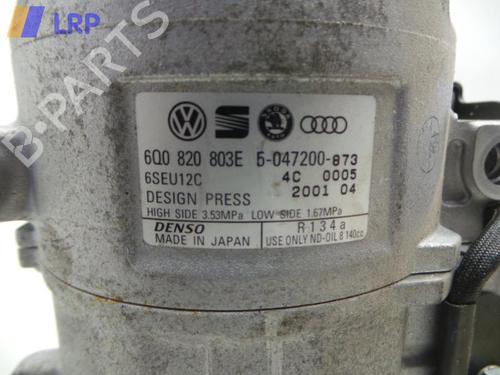 LRP
B-PARTS
6Q0 820 803E 5-047200-873
6SEU12C 4C 0005
DESIGN PRESS 2001 04
HIGH SIDE 3.53MPa LOW SIDE 1.67MPa
DENSO R134a
MADE IN JAPAN USE ONLY ND-OIL 8 140cc